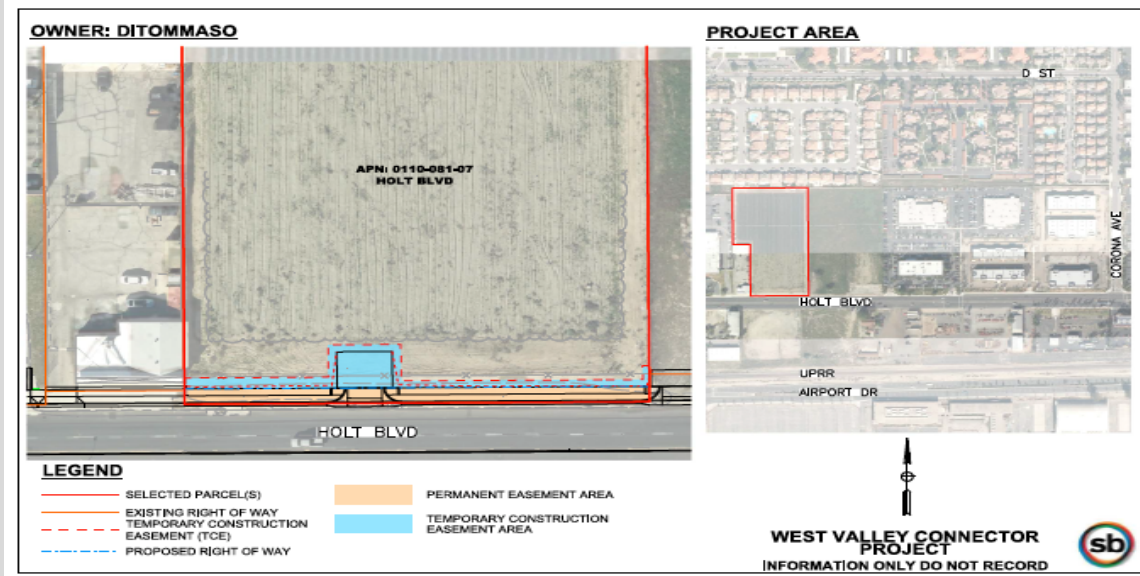 OWNER: DITOMMASO
APN: 0110-081-07
HOLT BLVD
HOLT BLVD
LEGEND
SELECTED PARCEL(S)
EXISTING RIGHT OF WAY
TEMPORARY CONSTRUCTION
EASEMENT (TCE)
PROPOSED RIGHT OF WAY
PERMANENT EASEMENT AREA
TEMPORARY CONSTRUCTION
EASEMENT AREA
PROJECT AREA
D ST
CORONA AVE
HOLT BLVD
UPRR
AIRPORT DR
WEST VALLEY CONNECTOR
PROJECT
INFORMATION ONLY DO NOT RECORD
sb